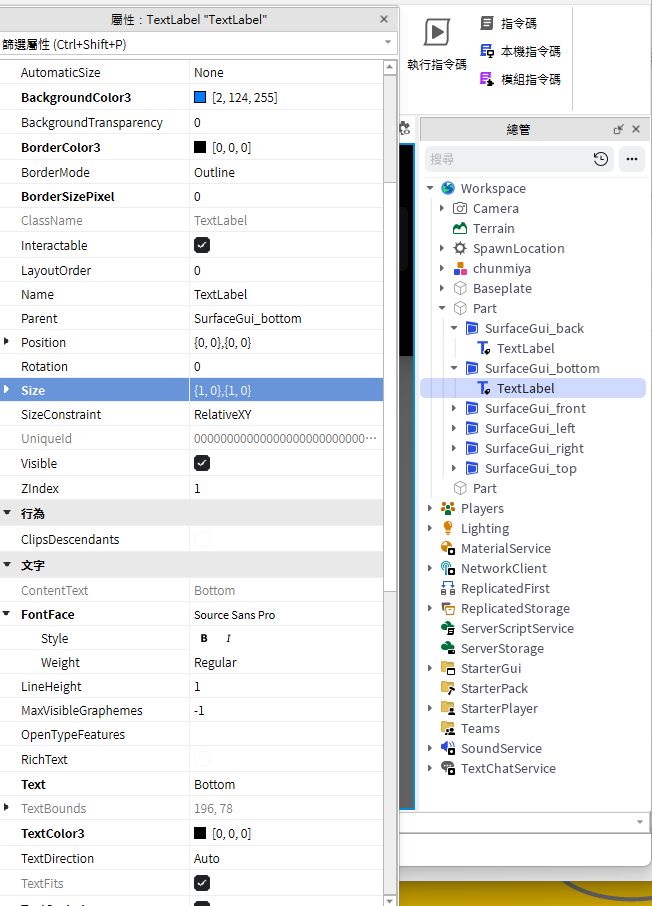 屬性：TextLabel "TextLabel"
篩選屬性 (Ctrl+Shift+P)
AutomaticSize None
BackgroundColor3 [2, 124, 255]
BackgroundTransparency 0
BorderColor3 [0, 0, 0]
BorderMode Outline
BorderSizePixel 0
ClassName TextLabel
Interactable
LayoutOrder 0
Name TextLabel
Parent SurfaceGui_bottom
Position {0, 0},{0, 0}
Rotation 0
Size {1, 0},{1, 0}
SizeConstraint RelativeXY
UniqueId
Visible
ZIndex 1
行為
ClipsDescendants
文字
ContentText Bottom
FontFace Source Sans Pro
Style B I
Weight Regular
LineHeight 1
MaxVisibleGraphemes -1
OpenTypeFeatures
RichText
Text Bottom
TextBounds 196, 78
TextColor3 [0, 0, 0]
TextDirection Auto
TextFits
執行指令碼
指令碼
本機指令碼
模組指令碼
總管
搜尋
Workspace
Camera
Terrain
SpawnLocation
chunmiya
Baseplate
Part
SurfaceGui_back
TextLabel
SurfaceGui_bottom
TextLabel
SurfaceGui_front
SurfaceGui_left
SurfaceGui_right
SurfaceGui_top
Part
Players
Lighting
MaterialService
NetworkClient
ReplicatedFirst
ReplicatedStorage
ServerScriptService
ServerStorage
StarterGui
StarterPack
StarterPlayer
Teams
SoundService
TextChatService